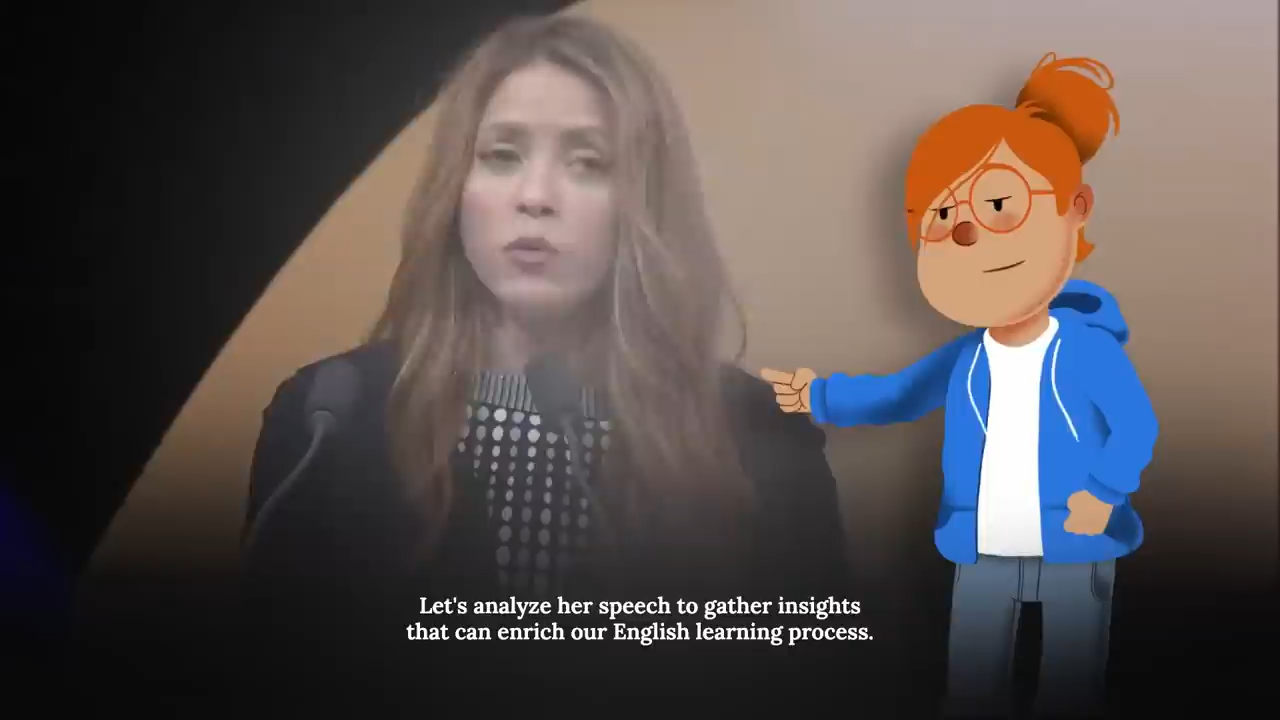 Let's analyze her speech to gather insights
that can enrich our English learning process.